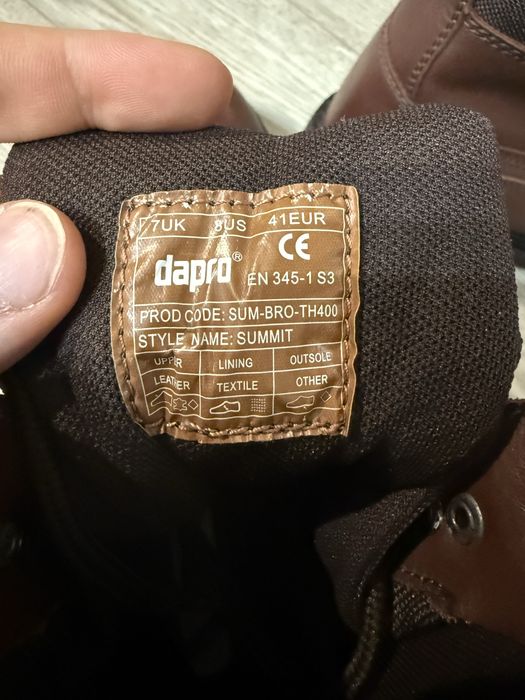 7UK 8US 41EUR
CE
dapro®
EN 345-1 S3
PROD CODE: SUM-BRO-TH400
STYLE NAME: SUMMIT
UPPER LINING OUTSOLE
LEATHER TEXTILE OTHER